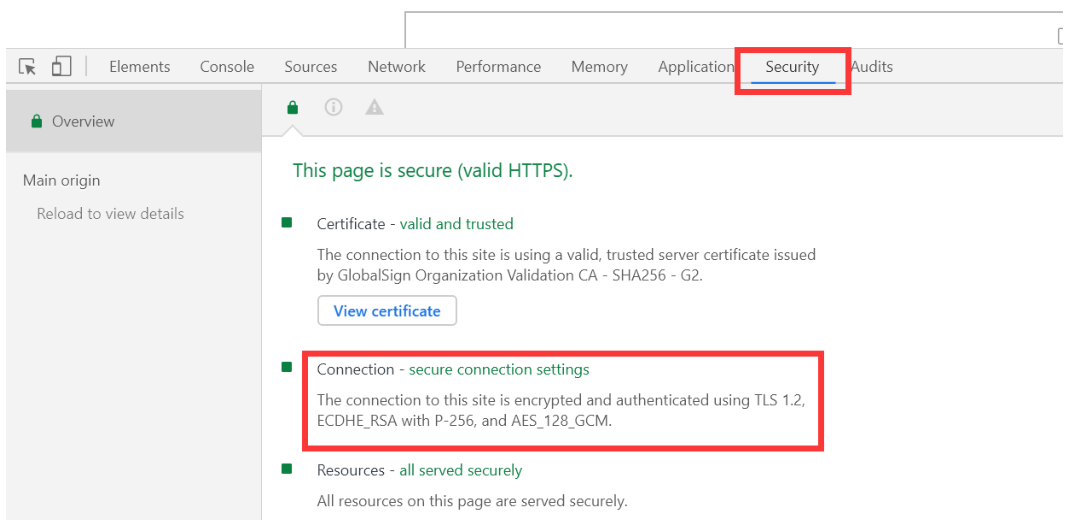 Elements Console Sources Network Performance Memory Application Security Audits
Overview
Main origin
Reload to view details
This page is secure (valid HTTPS).
Certificate - valid and trusted
The connection to this site is using a valid, trusted server certificate issued
by GlobalSign Organization Validation CA - SHA256 - G2.
View certificate
Connection - secure connection settings
The connection to this site is encrypted and authenticated using TLS 1.2,
ECDHE_RSA with P-256, and AES_128_GCM.
Resources - all served securely
All resources on this page are served securely.